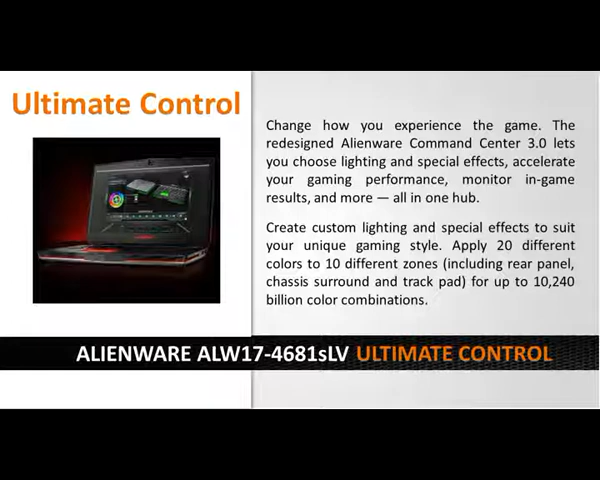 Ultimate Control
Change how you experience the game. The
redesigned Alienware Command Center 3.0 lets
you choose lighting and special effects, accelerate
your gaming performance, monitor in-game
results, and more — all in one hub.
Create custom lighting and special effects to suit
your unique gaming style. Apply 20 different
colors to 10 different zones (including rear panel,
chassis surround and track pad) for up to 10,240
billion color combinations.
ALIENWARE ALW17-4681sLV ULTIMATE CONTROL